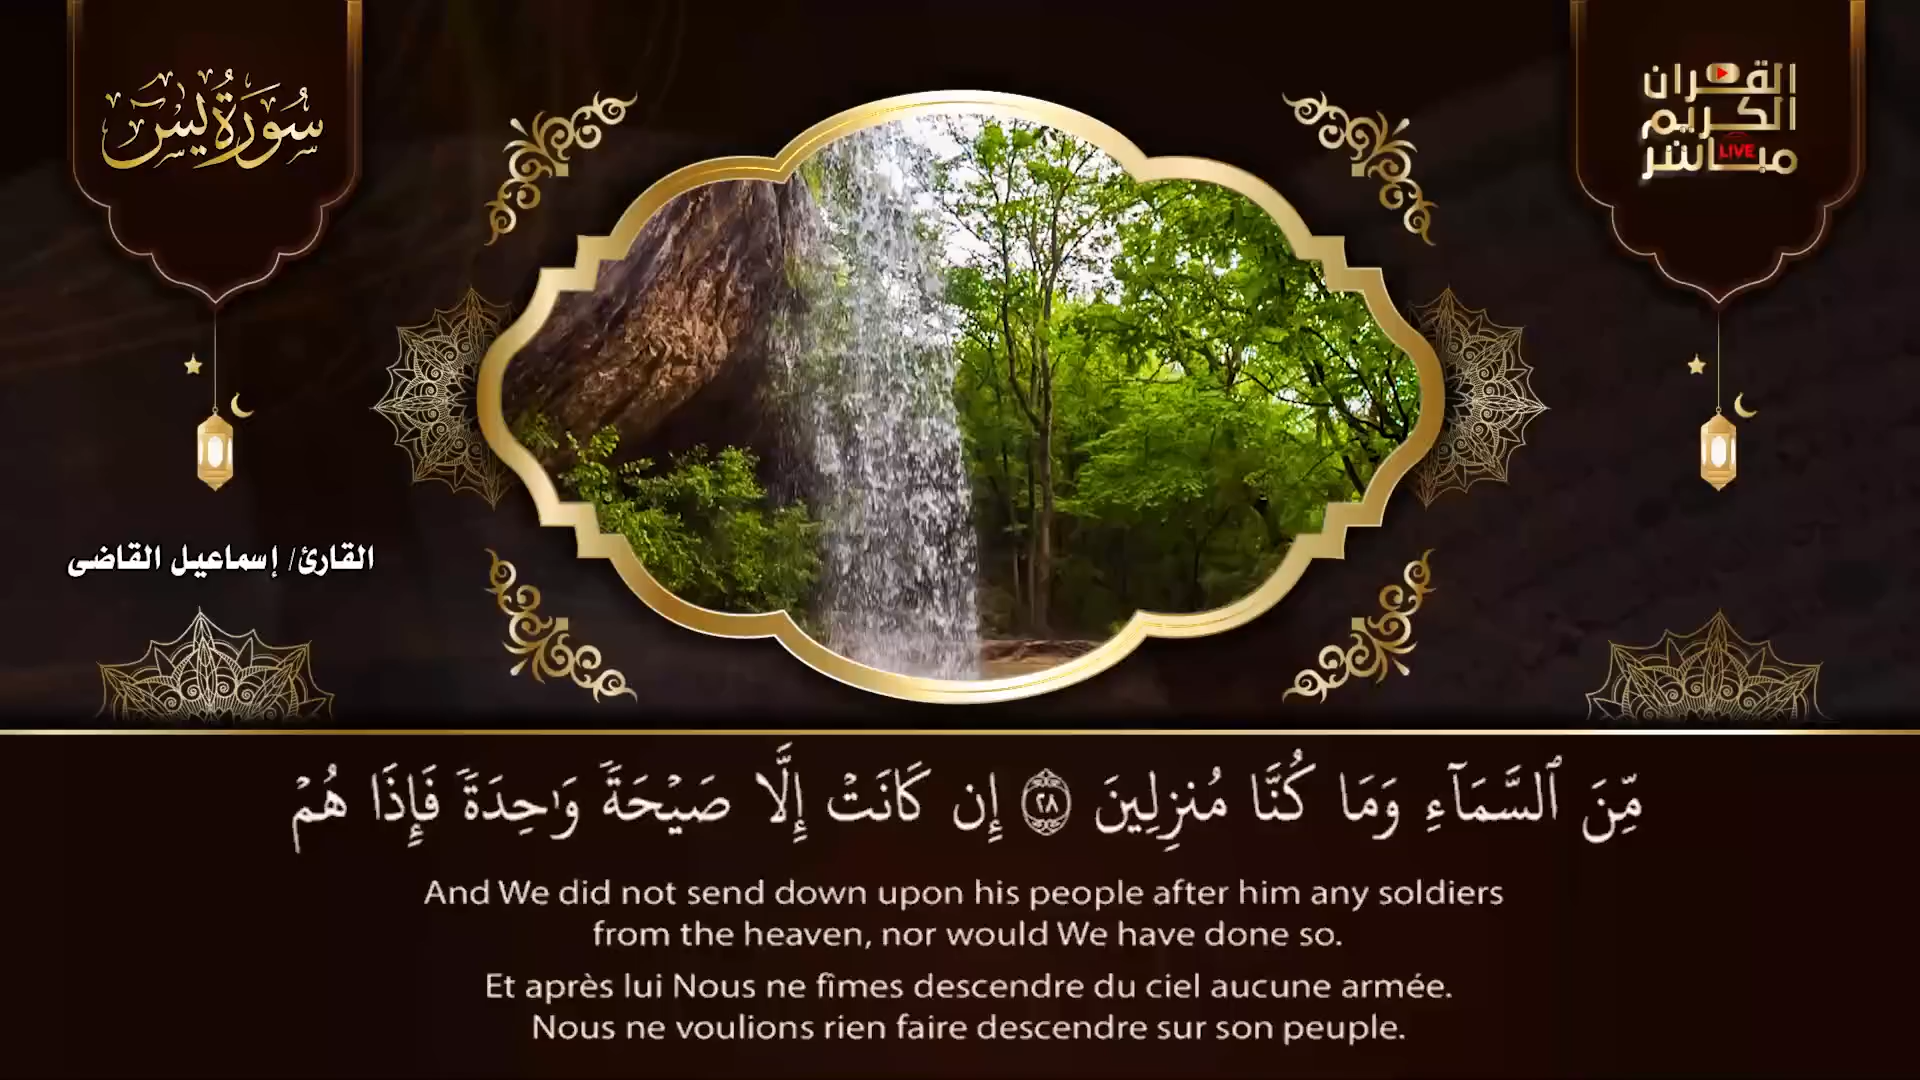 سُورَةُ يسٓ
القرآن
الكريم
مباشر
LIVE
القارئ/ إسماعيل القاضى
مِّنَ ٱلسَّمَآءِ وَمَا كُنَّا مُنزِلِينَ ٢٨ إِن كَانَتْ إِلَّا صَيْحَةً وَٰحِدَةً فَإِذَا هُمْ
And We did not send down upon his people after him any soldiers
from the heaven, nor would We have done so.
Et après lui Nous ne fîmes descendre du ciel aucune armée.
Nous ne voulions rien faire descendre sur son peuple.